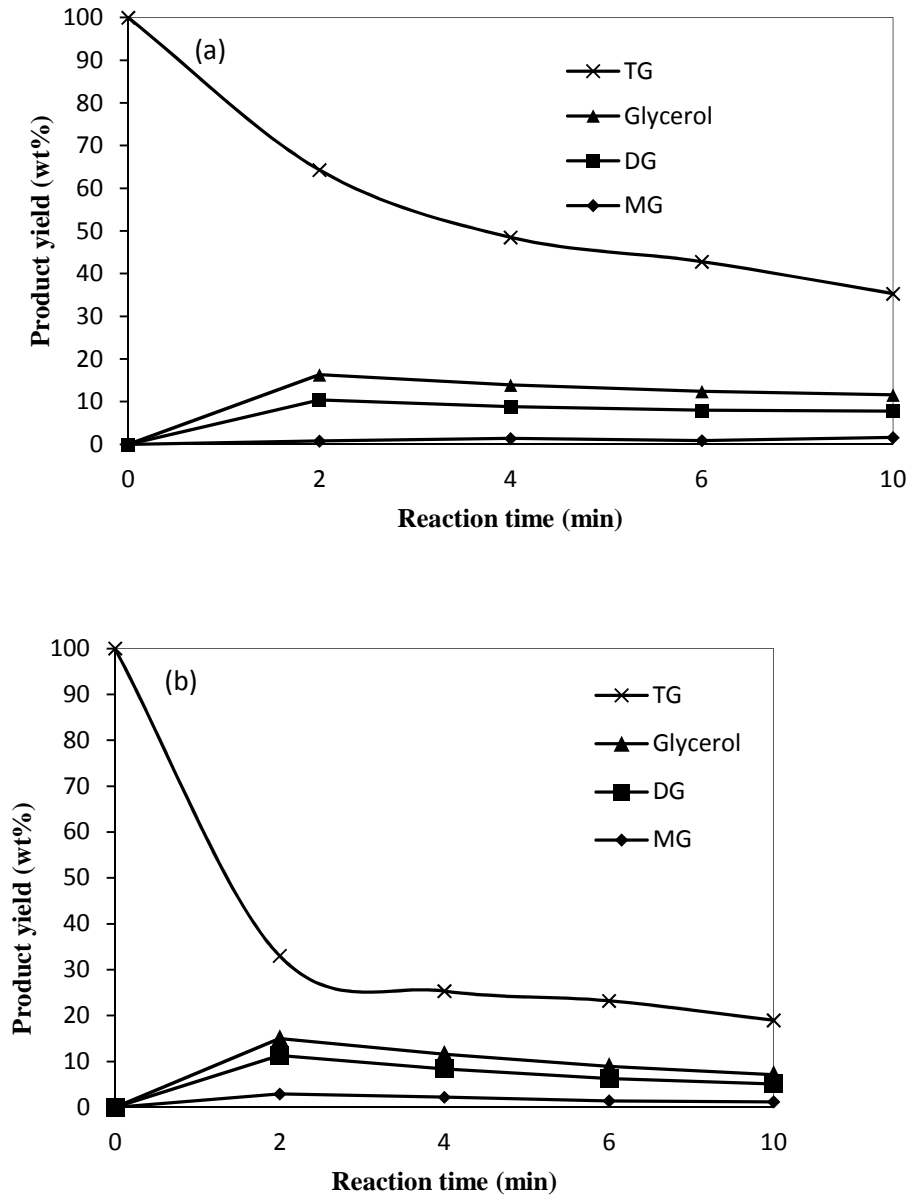 (a)
100
90
80
70
60
50
40
30
20
10
0
Product yield (wt%)
TG
Glycerol
DG
MG
0 2 4 6 10
Reaction time (min)
(b)
100
90
80
70
60
50
40
30
20
10
0
Product yield (wt%)
TG
Glycerol
DG
MG
0 2 4 6 10
Reaction time (min)